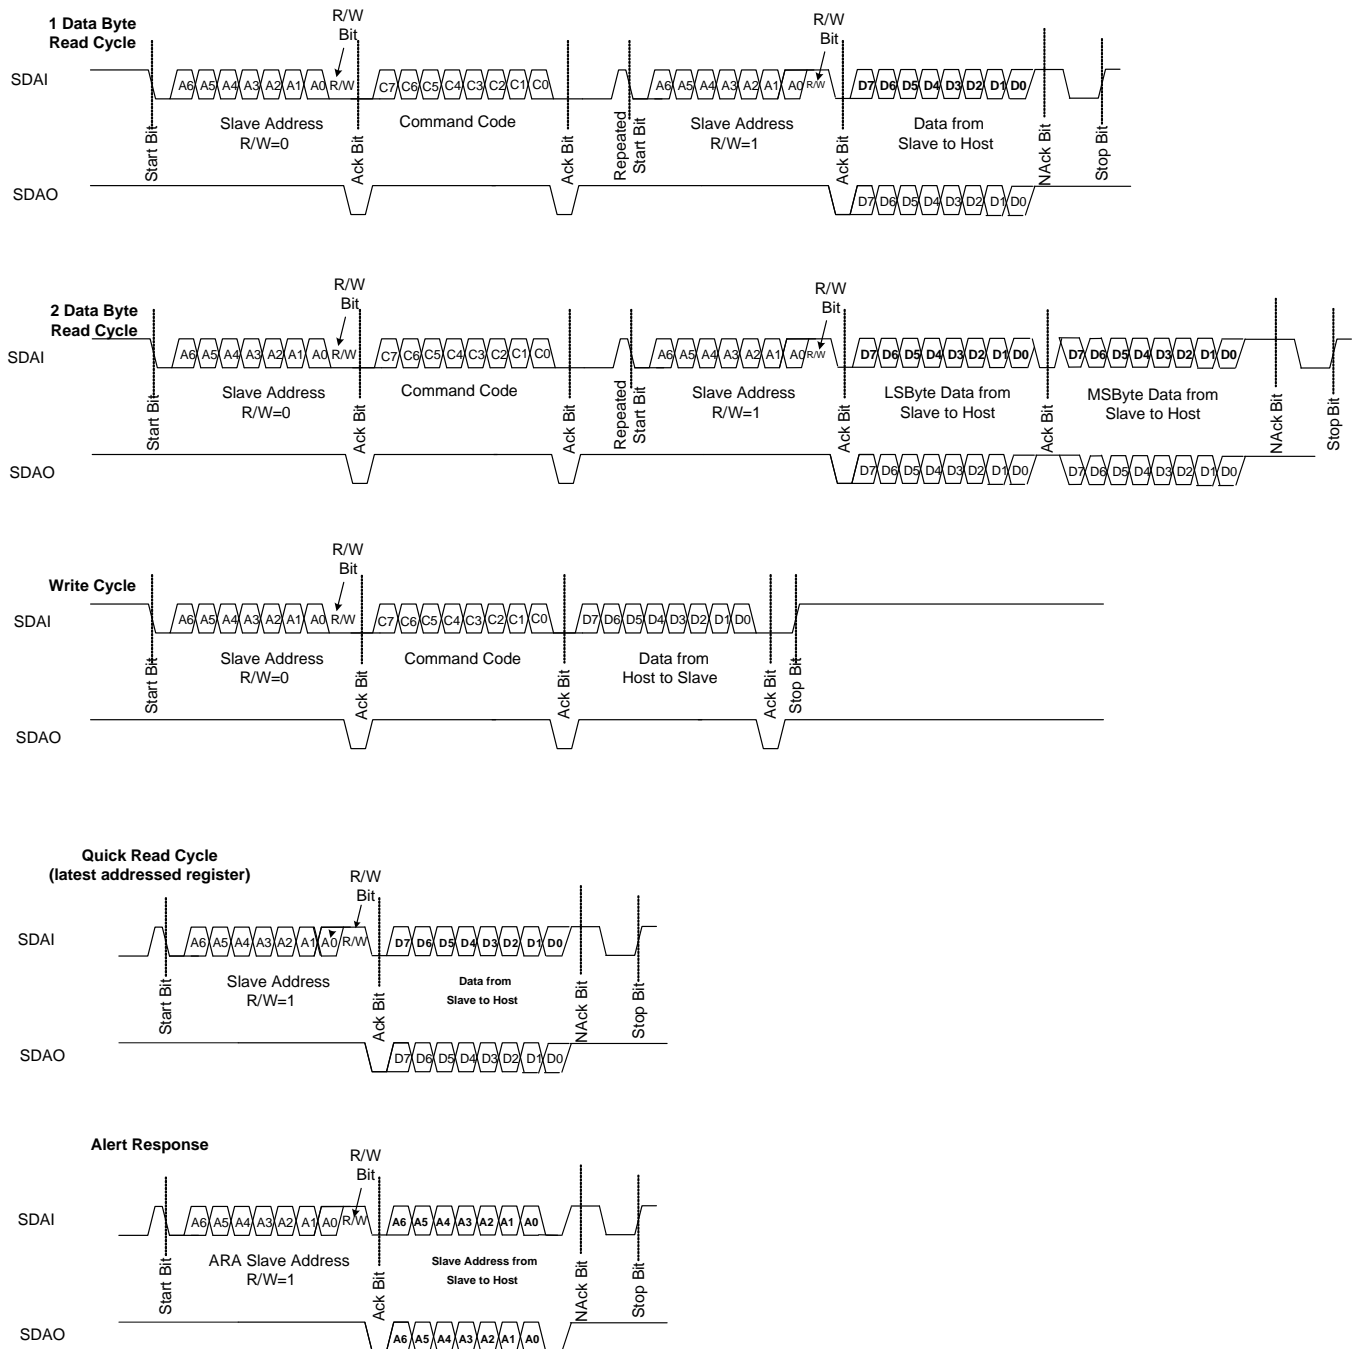 1 Data Byte
Read Cycle
R/W
Bit
R/W
Bit
SDAI
A6 A5 A4 A3 A2 A1 A0 R/W C7 C6 C5 C4 C3 C2 C1 C0 A6 A5 A4 A3 A2 A1 A0 R/W D7 D6 D5 D4 D3 D2 D1 D0
Start Bit
Slave Address
R/W=0
Ack Bit
Command Code
Ack Bit
Repeated
Start Bit
Slave Address
R/W=1
Ack Bit
Data from
Slave to Host
NAck Bit
Stop Bit
SDAO
D7 D6 D5 D4 D3 D2 D1 D0
2 Data Byte
Read Cycle
R/W
Bit
R/W
Bit
SDAI
A6 A5 A4 A3 A2 A1 A0 R/W C7 C6 C5 C4 C3 C2 C1 C0 A6 A5 A4 A3 A2 A1 A0 R/W D7 D6 D5 D4 D3 D2 D1 D0 D7 D6 D5 D4 D3 D2 D1 D0
Start Bit
Slave Address
R/W=0
Ack Bit
Command Code
Ack Bit
Repeated
Start Bit
Slave Address
R/W=1
Ack Bit
LSByte Data from
Slave to Host
Ack Bit
MSByte Data from
Slave to Host
NAck Bit
Stop Bit
SDAO
D7 D6 D5 D4 D3 D2 D1 D0 D7 D6 D5 D4 D3 D2 D1 D0
Write Cycle
R/W
Bit
SDAI
A6 A5 A4 A3 A2 A1 A0 R/W C7 C6 C5 C4 C3 C2 C1 C0 D7 D6 D5 D4 D3 D2 D1 D0
Start Bit
Slave Address
R/W=0
Ack Bit
Command Code
Ack Bit
Data from
Host to Slave
Ack Bit
Stop Bit
SDAO
Quick Read Cycle
(latest addressed register)
R/W
Bit
SDAI
A6 A5 A4 A3 A2 A1 A0 R/W D7 D6 D5 D4 D3 D2 D1 D0
Start Bit
Slave Address
R/W=1
Ack Bit
Data from
Slave to Host
NAck Bit
Stop Bit
SDAO
D7 D6 D5 D4 D3 D2 D1 D0
Alert Response
R/W
Bit
SDAI
A6 A5 A4 A3 A2 A1 A0 R/W A6 A5 A4 A3 A2 A1 A0
Start Bit
ARA Slave Address
R/W=1
Ack Bit
Slave Address from
Slave to Host
NAck Bit
Stop Bit
SDAO
A6 A5 A4 A3 A2 A1 A0